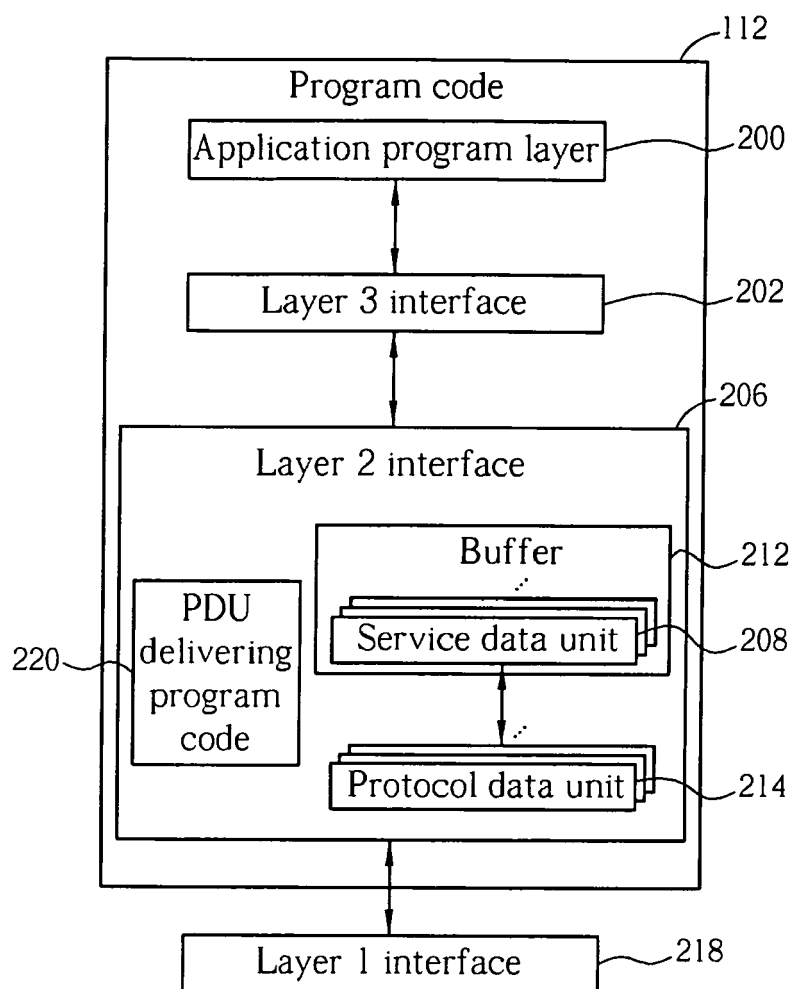 112
Program code
Application program layer
200
Layer 3 interface
202
206
Layer 2 interface
Buffer
212
PDU
delivering
program
code
220
Service data unit
208
Protocol data unit
214
Layer 1 interface
218